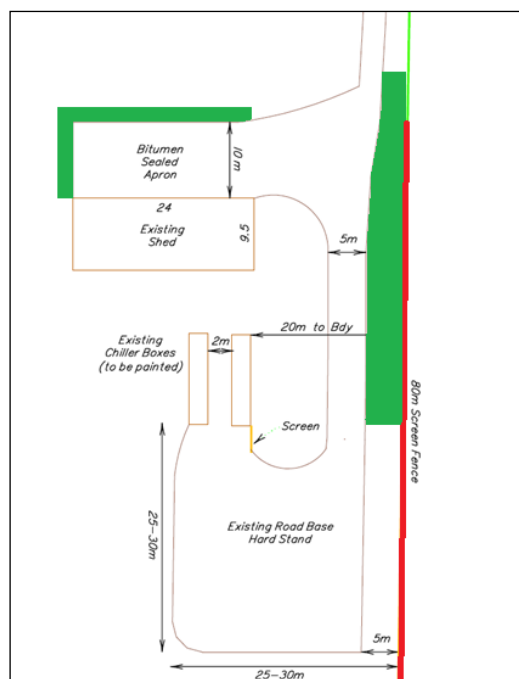 Bitumen
Sealed
Apron
10m
24
Existing
Shed
9.5
5m
20m to Bdy
Existing
Chiller Boxes
(to be painted)
2m
Screen
80m Screen Fence
25-30m
Existing Road Base
Hard Stand
5m
25-30m